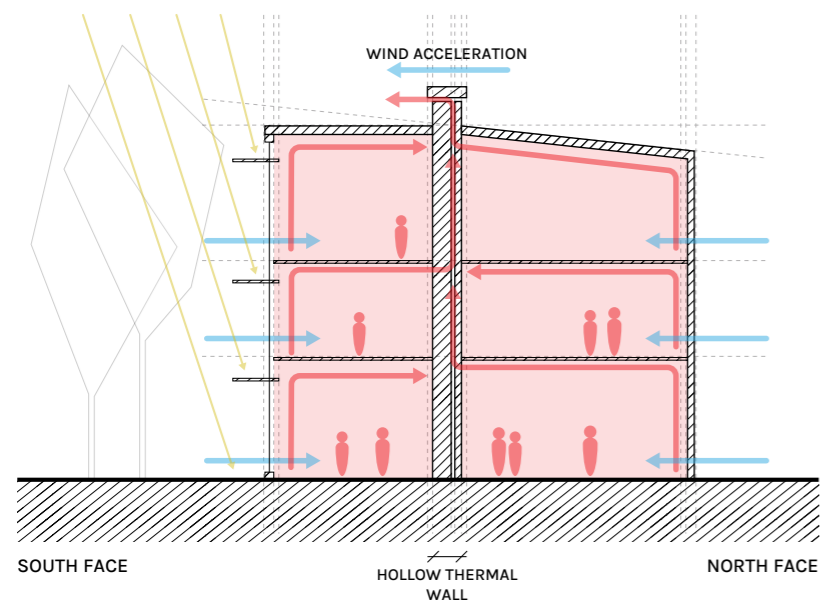 WIND ACCELERATION
SOUTH FACE
HOLLOW THERMAL
WALL
NORTH FACE